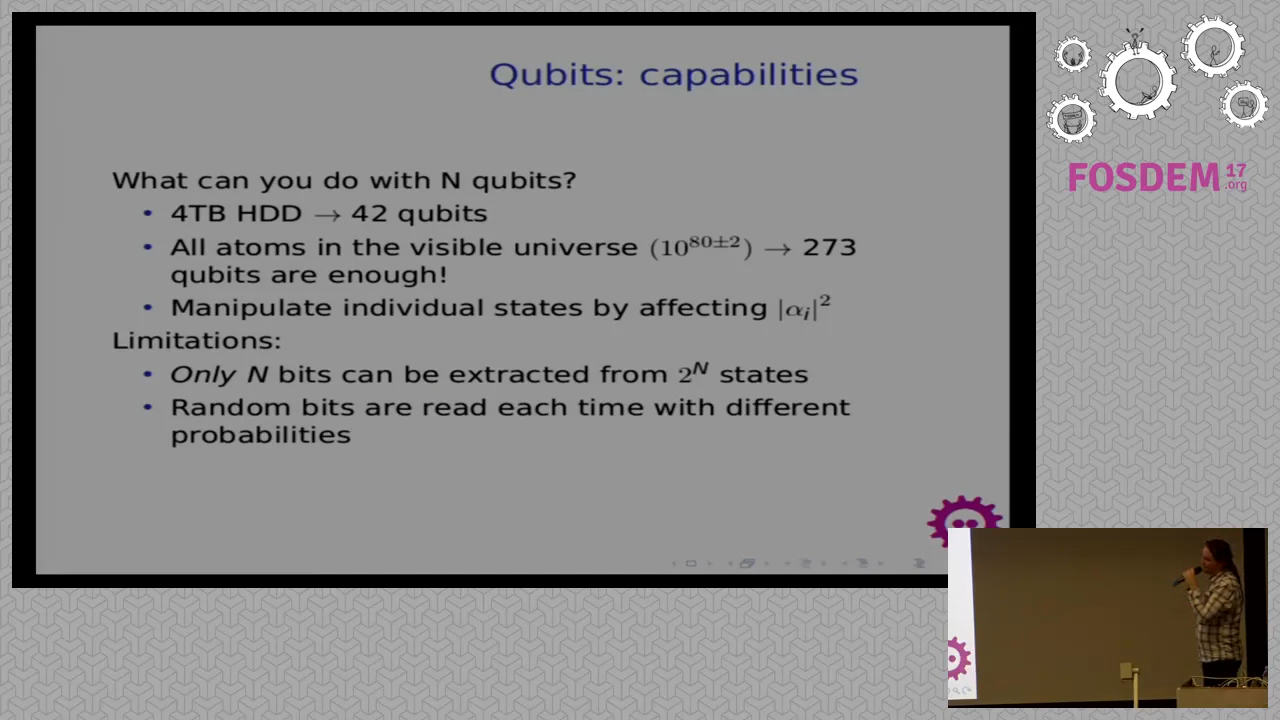 Qubits: capabilities
What can you do with N qubits?
• 4TB HDD → 42 qubits
• All atoms in the visible universe (10^{80±2}) → 273
qubits are enough!
• Manipulate individual states by affecting |α_i|²
Limitations:
• Only N bits can be extracted from 2^N states
• Random bits are read each time with different
probabilities
FOSDEM 17
.org